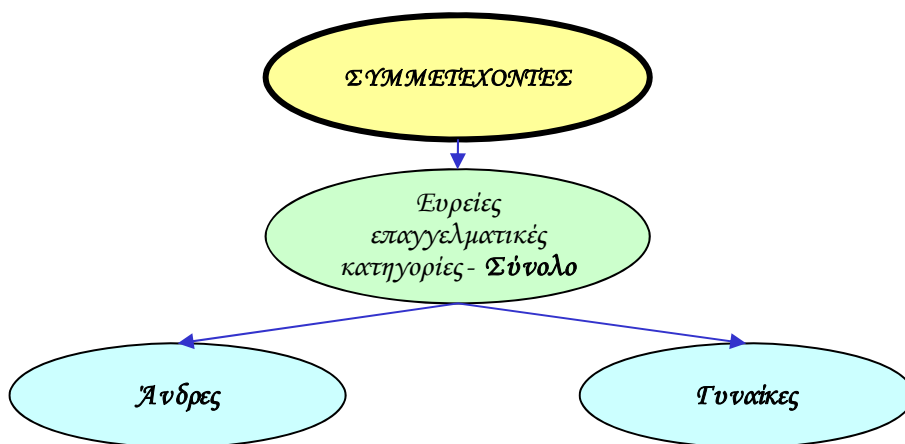 ΣΥΜΜΕΤΕΧΟΝΤΕΣ
Ευρείες
επαγγελματικές
κατηγορίες - Σύνολο
Άνδρες
Γυναίκες